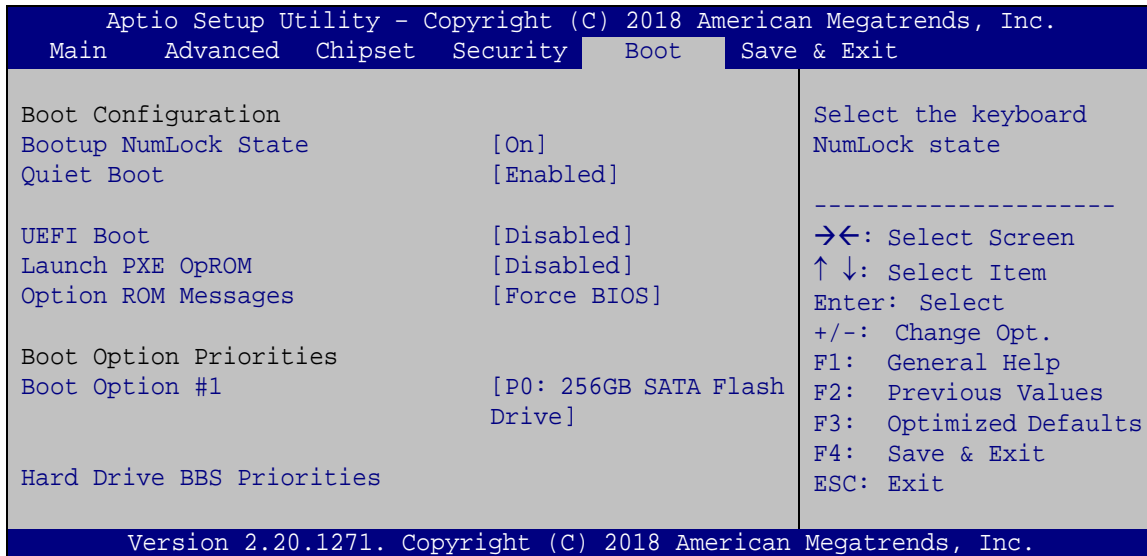 Aptio Setup Utility – Copyright (C) 2018 American Megatrends, Inc.
Main Advanced Chipset Security Boot Save & Exit
Boot Configuration
Bootup NumLock State [On]
Quiet Boot [Enabled]
UEFI Boot [Disabled]
Launch PXE OpROM [Disabled]
Option ROM Messages [Force BIOS]
Boot Option Priorities
Boot Option #1 [P0: 256GB SATA Flash
Drive]
Hard Drive BBS Priorities
Select the keyboard
NumLock state
---------------------
→←: Select Screen
↑ ↓: Select Item
Enter: Select
+/-: Change Opt.
F1: General Help
F2: Previous Values
F3: Optimized Defaults
F4: Save & Exit
ESC: Exit
Version 2.20.1271. Copyright (C) 2018 American Megatrends, Inc.